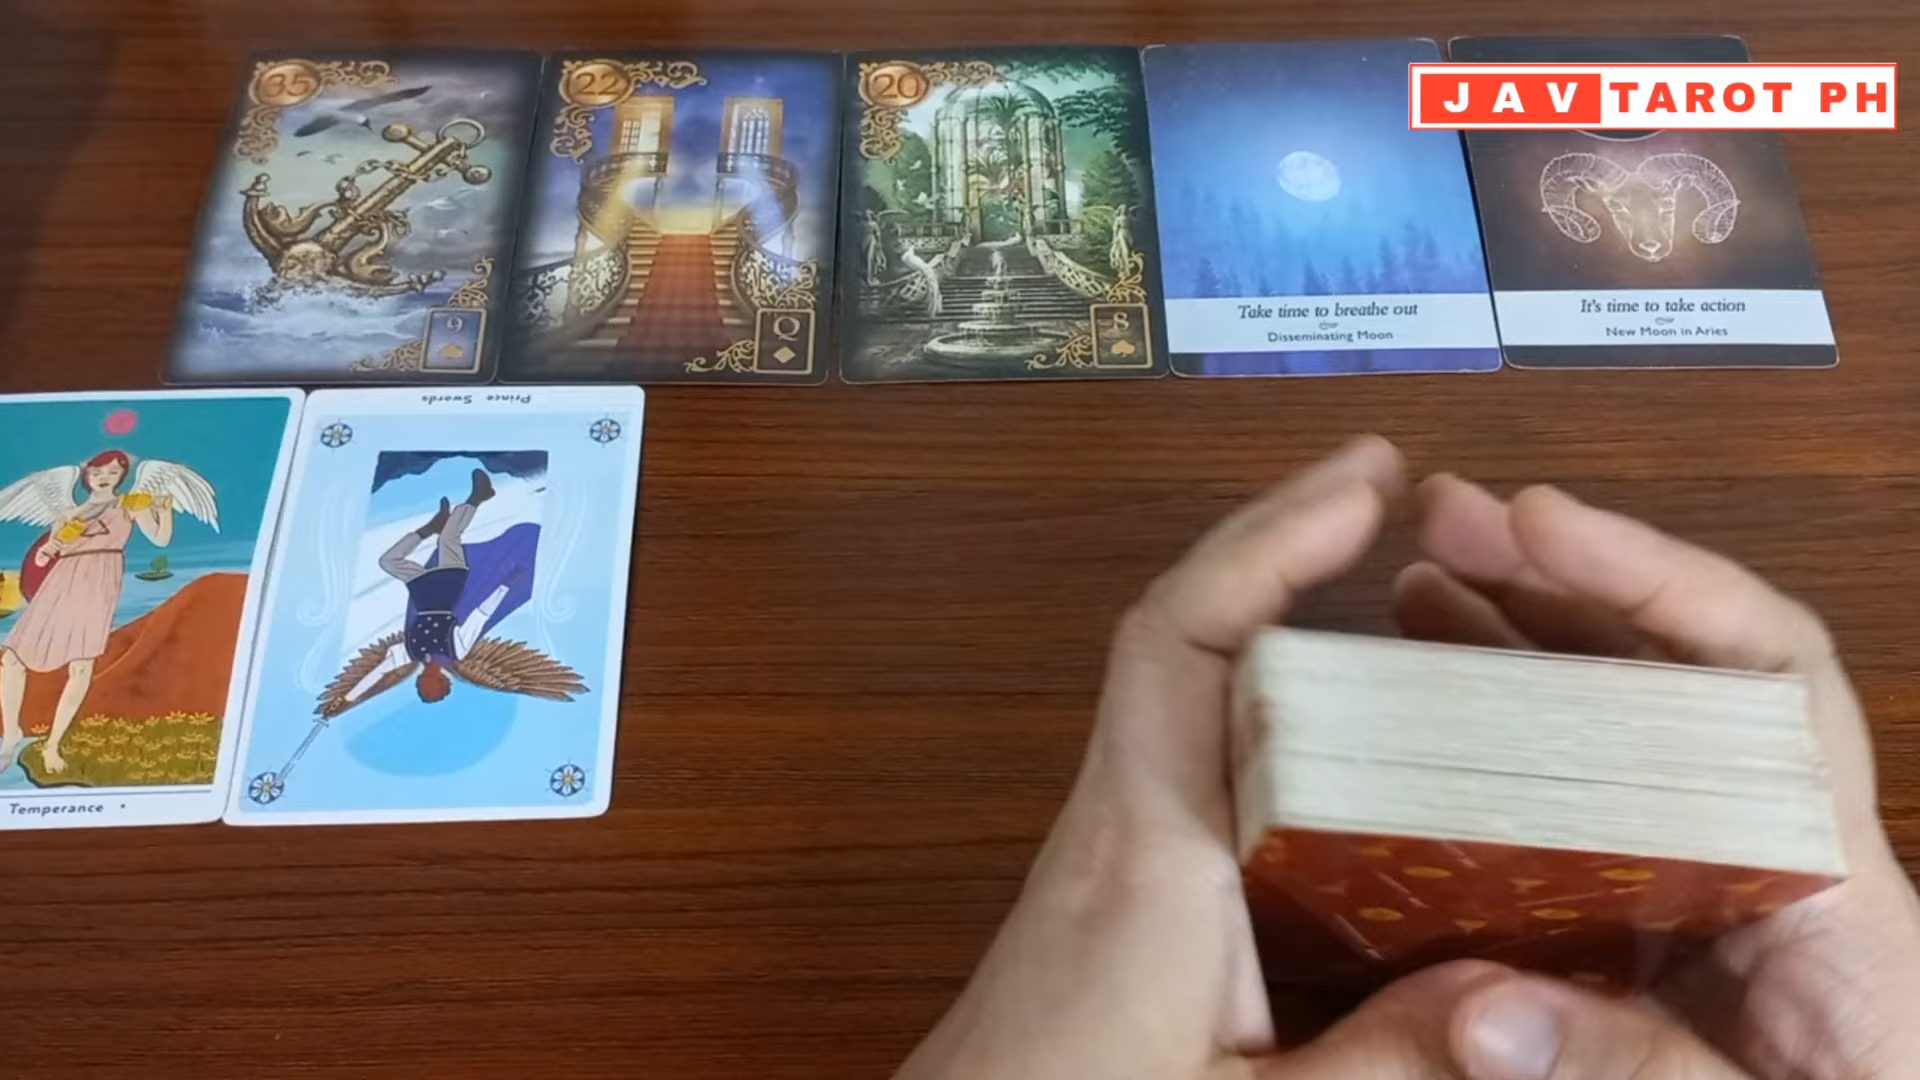 JAV TAROT PH
35
22
20
9
Q
8
Take time to breathe out
Disseminating Moon
It's time to take action
New Moon in Aries
Prince Swords
Temperance